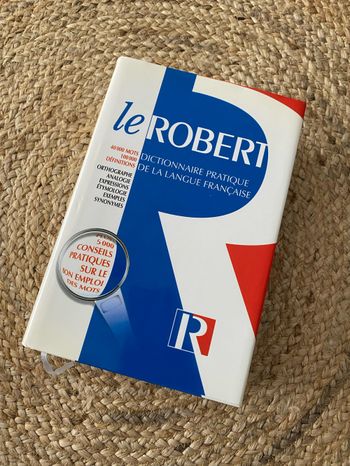 le ROBERT
40 000 MOTS
100 000
DÉFINITIONS
ORTHOGRAPHE
ANALOGIE
EXPRESSIONS
ÉTYMOLOGIE
EXEMPLES
SYNONYMES
DICTIONNAIRE PRATIQUE
DE LA LANGUE FRANÇAISE
5 000
CONSEILS
PRATIQUES
SUR LE
BON EMPLOI
DES MOTS
R